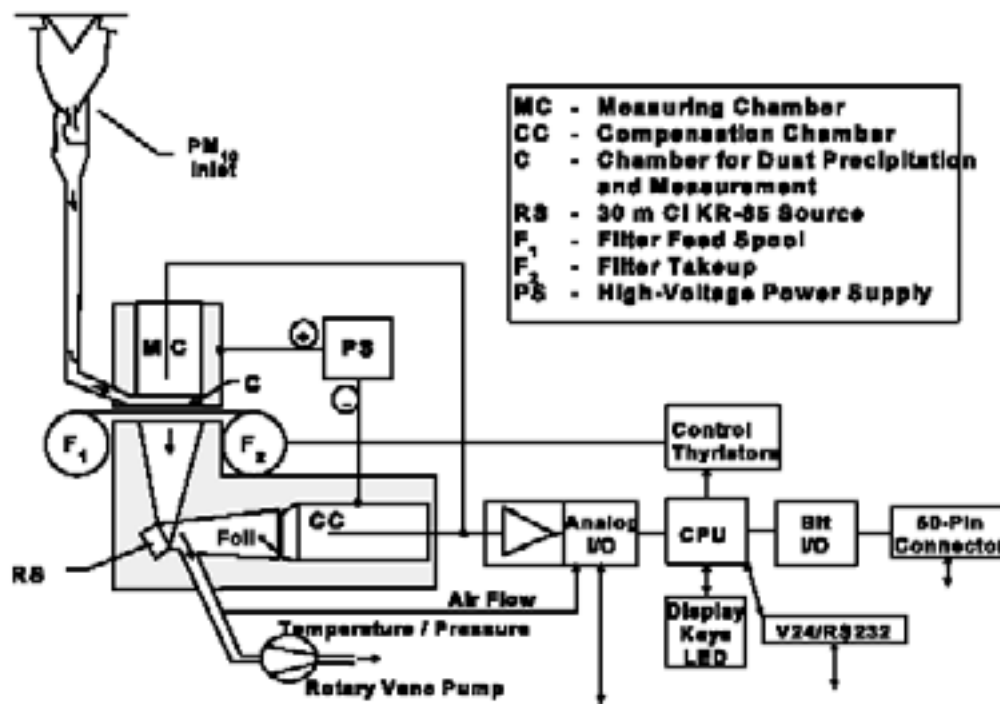 PM10
Inlet
MC - Measuring Chamber
CC - Compensation Chamber
C - Chamber for Dust Precipitation
and Measurement
RS - 30 m Ci KR-85 Source
F1 - Filter Feed Spool
F2 - Filter Takeup
PS - High-Voltage Power Supply
MC
+
PS
C
-
F1
F2
Control
Thyristors
CC
Foil
Analog
I/O
CPU
Bit
I/O
50-Pin
Connector
RS
Air Flow
Temperature / Pressure
Display
Keys
LED
V24/RS232
Rotary Vane Pump